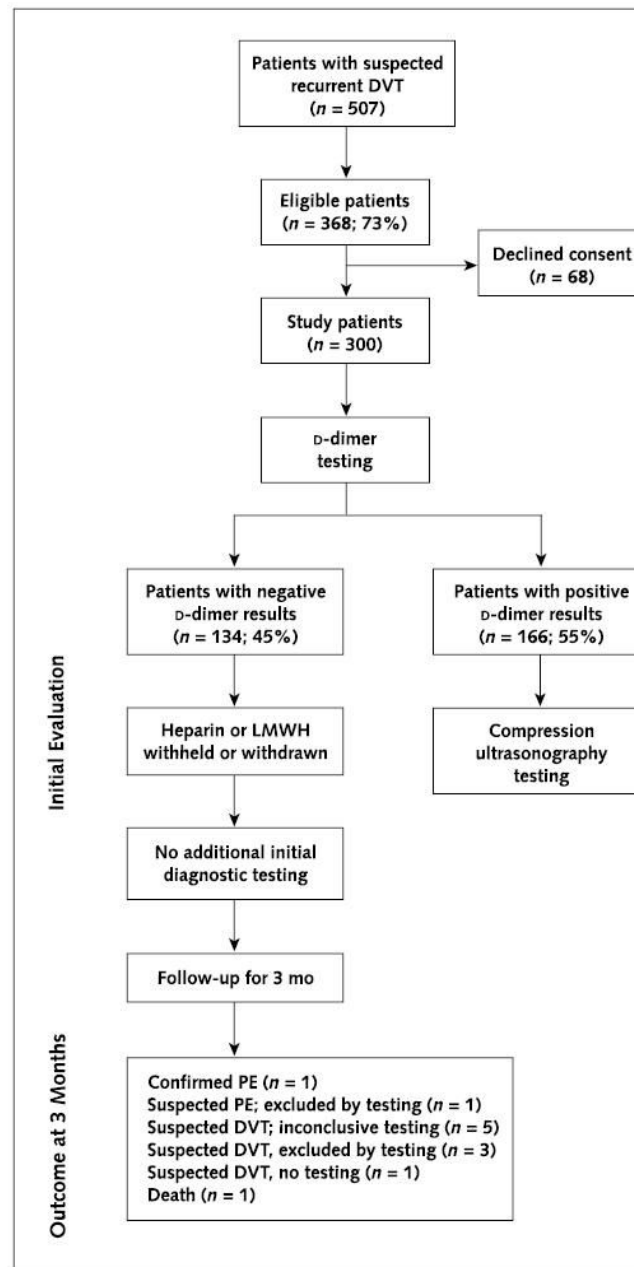 Patients with suspected
recurrent DVT
(n = 507)
Eligible patients
(n = 368; 73%)
Declined consent
(n = 68)
Study patients
(n = 300)
D-dimer
testing
Patients with negative
D-dimer results
(n = 134; 45%)
Patients with positive
D-dimer results
(n = 166; 55%)
Initial Evaluation
Heparin or LMWH
withheld or withdrawn
Compression
ultrasonography
testing
No additional initial
diagnostic testing
Follow-up for 3 mo
Outcome at 3 Months
Confirmed PE (n = 1)
Suspected PE; excluded by testing (n = 1)
Suspected DVT; inconclusive testing (n = 5)
Suspected DVT, excluded by testing (n = 3)
Suspected DVT, no testing (n = 1)
Death (n = 1)